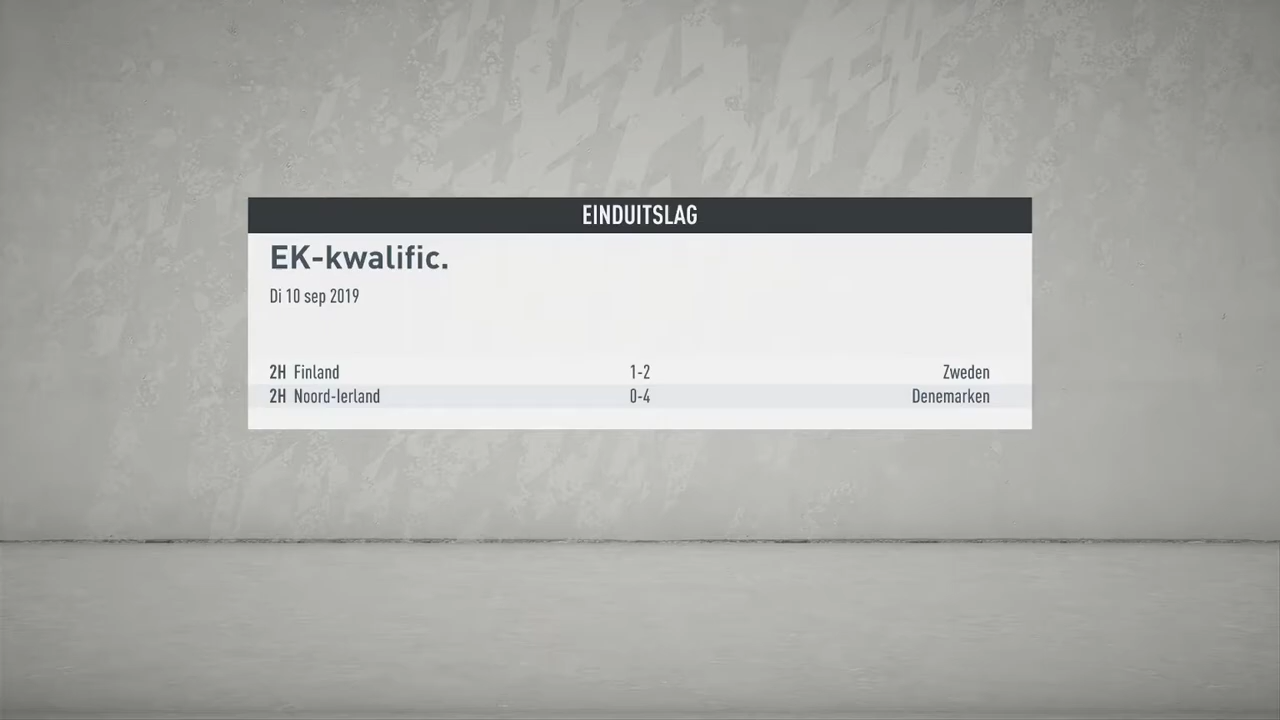 EINDUITSLAG
EK-kwalific.
Di 10 sep 2019
2H Finland 1-2 Zweden
2H Noord-Ierland 0-4 Denemarken